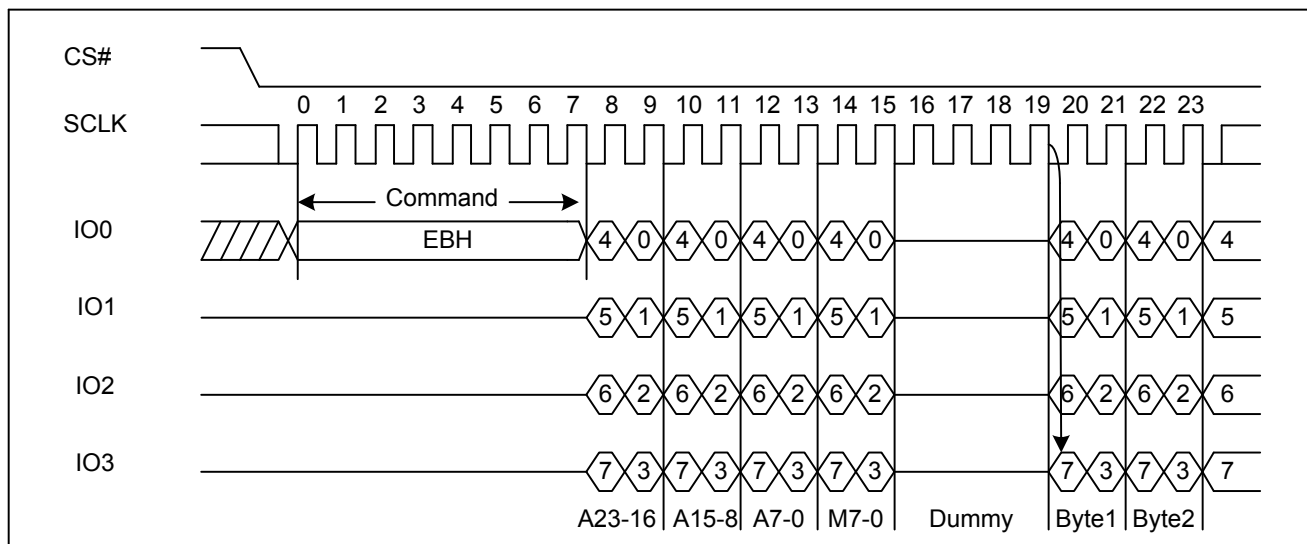 CS#
0 1 2 3 4 5 6 7 8 9 10 11 12 13 14 15 16 17 18 19 20 21 22 23
SCLK
Command
IO0 EBH 4 0 4 0 4 0 4 0 4 0 4 0 4
IO1 5 1 5 1 5 1 5 1 5 1 5 1 5
IO2 6 2 6 2 6 2 6 2 6 2 6 2 6
IO3 7 3 7 3 7 3 7 3 7 3 7 3 7
A23-16 A15-8 A7-0 M7-0 Dummy Byte1 Byte2